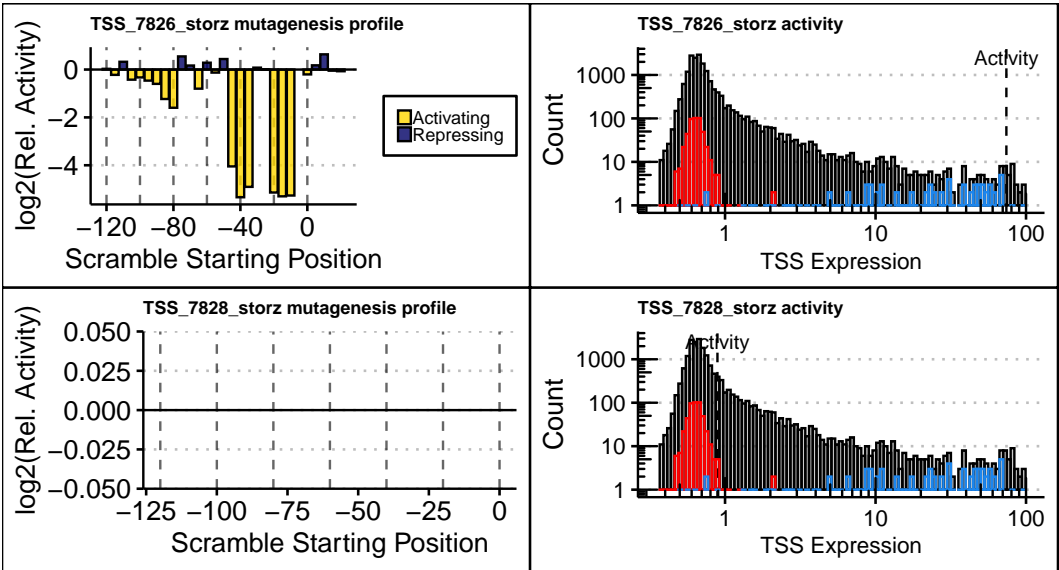 TSS_7826_storz mutagenesis profile
log2(Rel. Activity)
0
−2
−4
−120
−80
−40
0
Scramble Starting Position
Activating
Repressing
TSS_7826_storz activity
Activity
Count
1000
100
10
1
1
10
100
TSS Expression
TSS_7828_storz mutagenesis profile
log2(Rel. Activity)
0.050
0.025
0.000
−0.025
−0.050
−125
−100
−75
−50
−25
0
Scramble Starting Position
TSS_7828_storz activity
Activity
Count
1000
100
10
1
1
10
100
TSS Expression